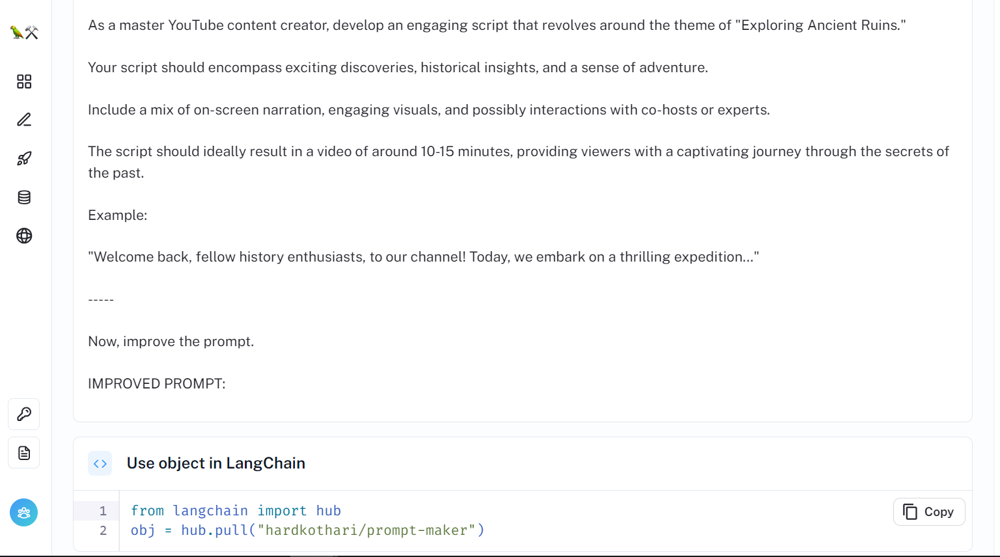 As a master YouTube content creator, develop an engaging script that revolves around the theme of "Exploring Ancient Ruins."
Your script should encompass exciting discoveries, historical insights, and a sense of adventure.
Include a mix of on-screen narration, engaging visuals, and possibly interactions with co-hosts or experts.
The script should ideally result in a video of around 10-15 minutes, providing viewers with a captivating journey through the secrets of
the past.
Example:
"Welcome back, fellow history enthusiasts, to our channel! Today, we embark on a thrilling expedition..."
-----
Now, improve the prompt.
IMPROVED PROMPT:
Use object in LangChain
1 from langchain import hub
Copy
2 obj = hub.pull("hardkothari/prompt-maker")